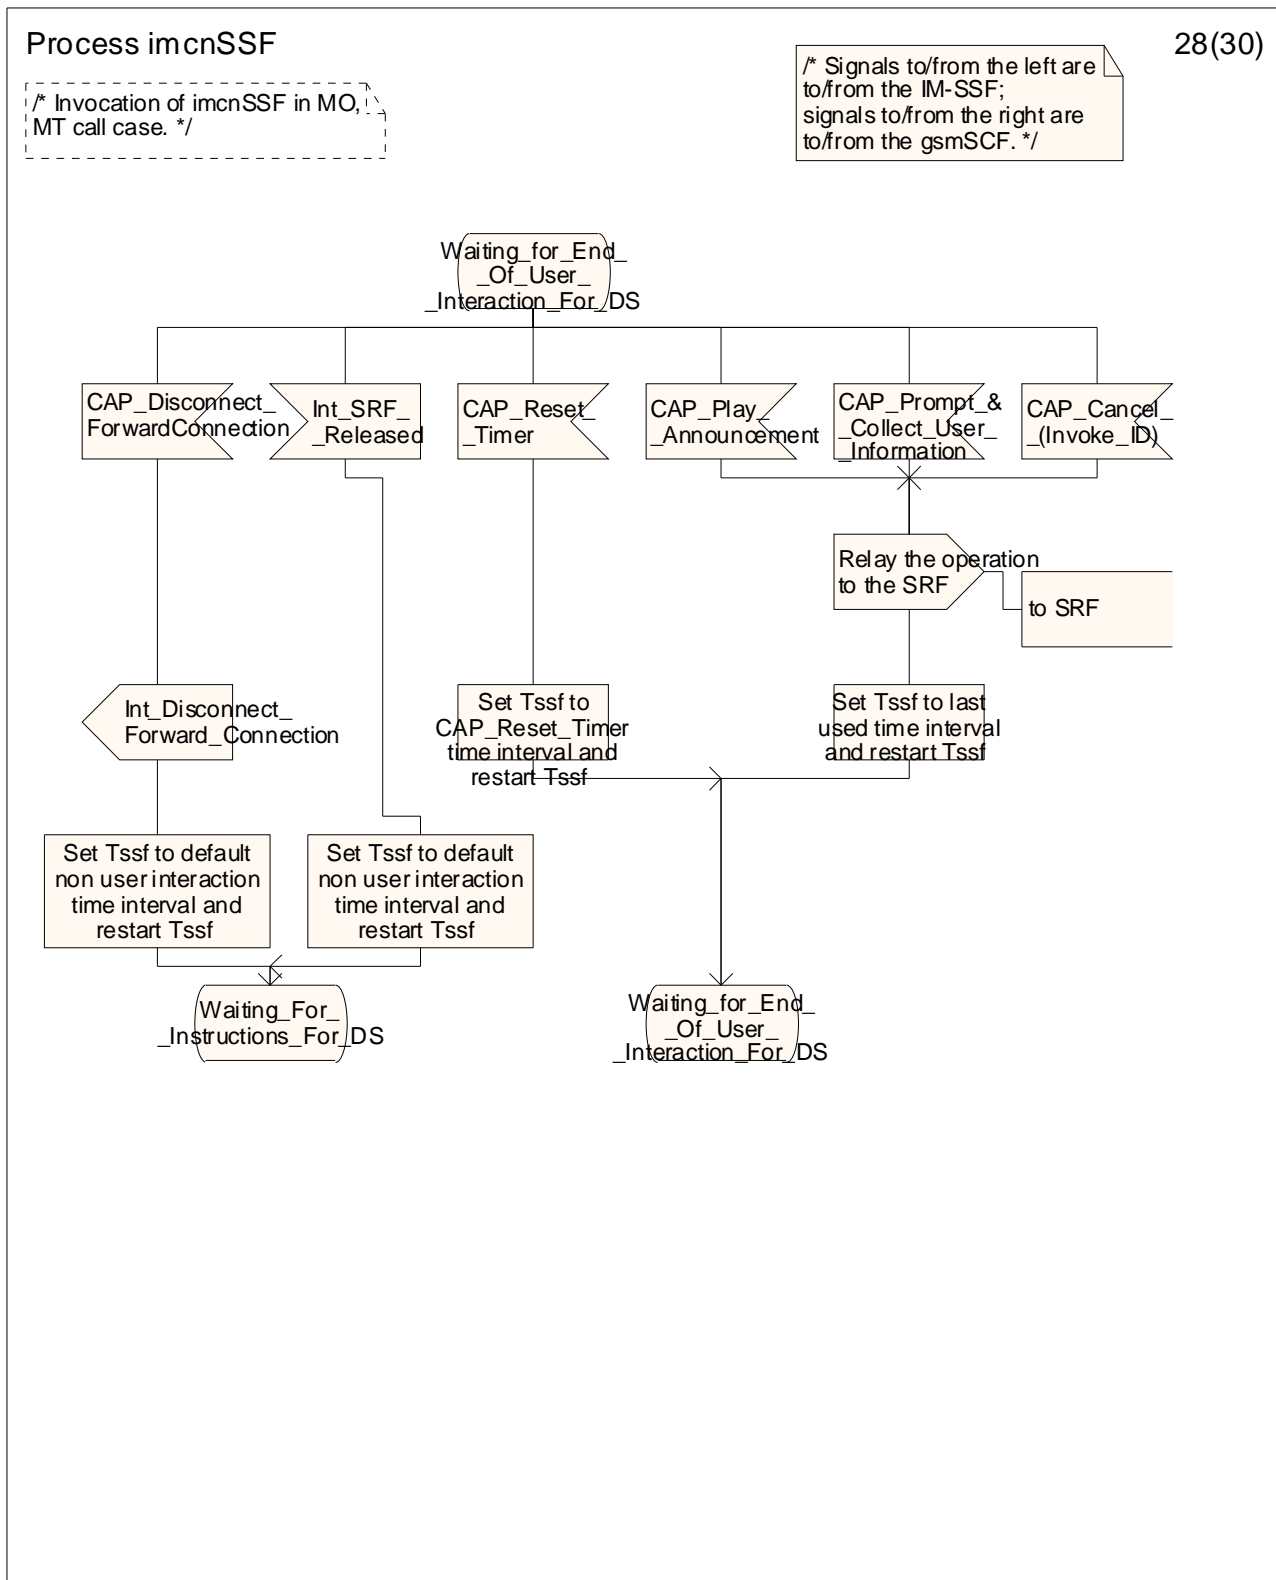 Process imcnSSF
28(30)
/* Invocation of imcnSSF in MO,
MT call case. */
/* Signals to/from the left are
to/from the IM-SSF;
signals to/from the right are
to/from the gsmSCF. */
Waiting_for_End_
_Of_User_
_Interaction_For_DS
CAP_Disconnect_
ForwardConnection
Int_SRF_
_Released
CAP_Reset_
_Timer
CAP_Play_
_Announcement
CAP_Prompt_&
_Collect_User_
_Information
CAP_Cancel_
_(Invoke_ID)
Relay the operation
to the SRF
to SRF
Int_Disconnect_
Forward_Connection
Set Tssf to
CAP_Reset_Timer
time interval and
restart Tssf
Set Tssf to last
used time interval
and restart Tssf
Set Tssf to default
non user interaction
time interval and
restart Tssf
Set Tssf to default
non user interaction
time interval and
restart Tssf
Waiting_For_
_Instructions_For_DS
Waiting_for_End_
_Of_User_
_Interaction_For_DS